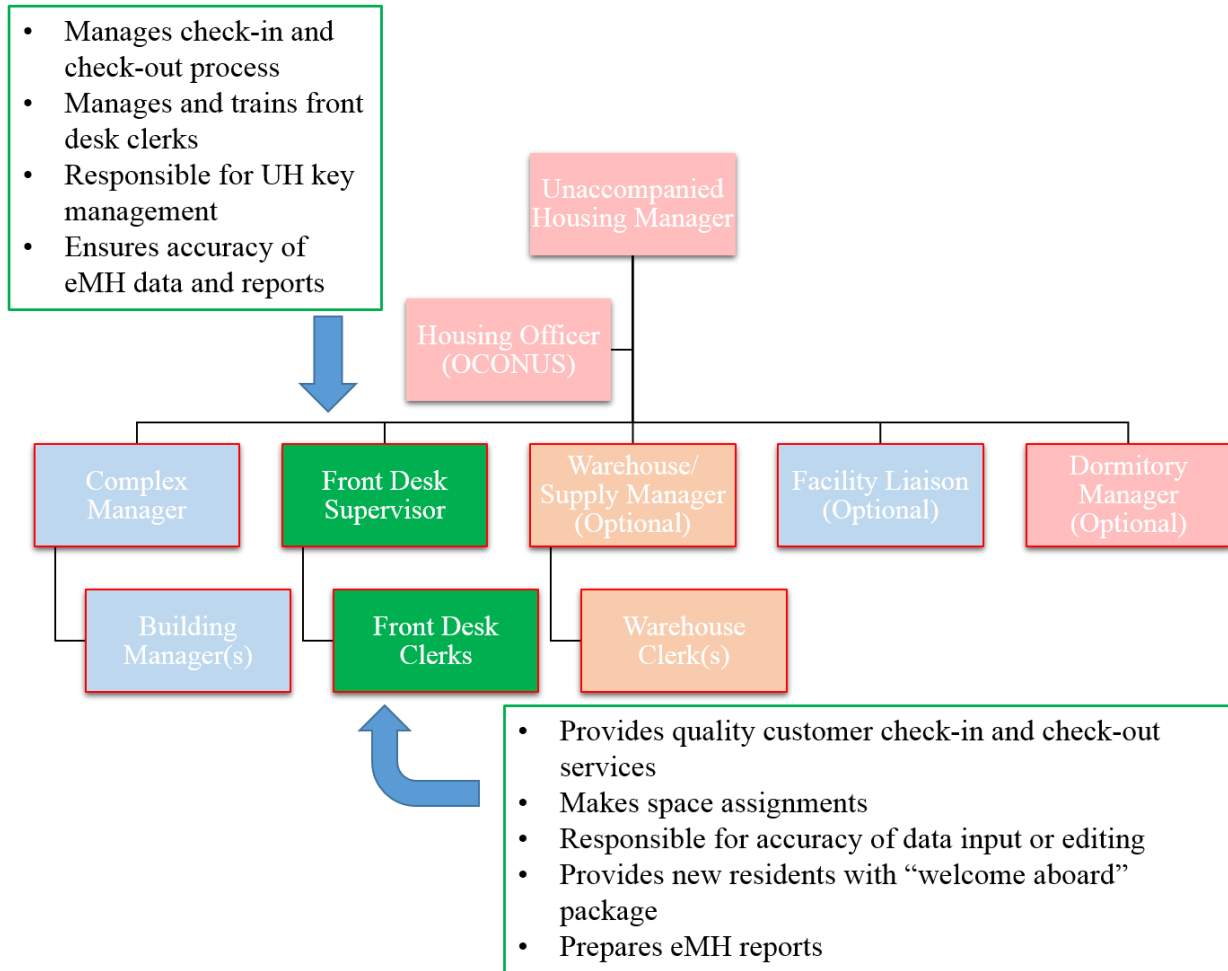 • Manages check-in and
check-out process
• Manages and trains front
desk clerks
• Responsible for UH key
management
• Ensures accuracy of
eMH data and reports
Unaccompanied
Housing Manager
Housing Officer
(OCONUS)
Complex
Manager
Front Desk
Supervisor
Warehouse/
Supply Manager
(Optional)
Facility Liaison
(Optional)
Dormitory
Manager
(Optional)
Building
Manager(s)
Front Desk
Clerks
Warehouse
Clerk(s)
• Provides quality customer check-in and check-out
services
• Makes space assignments
• Responsible for accuracy of data input or editing
• Provides new residents with “welcome aboard”
package
• Prepares eMH reports